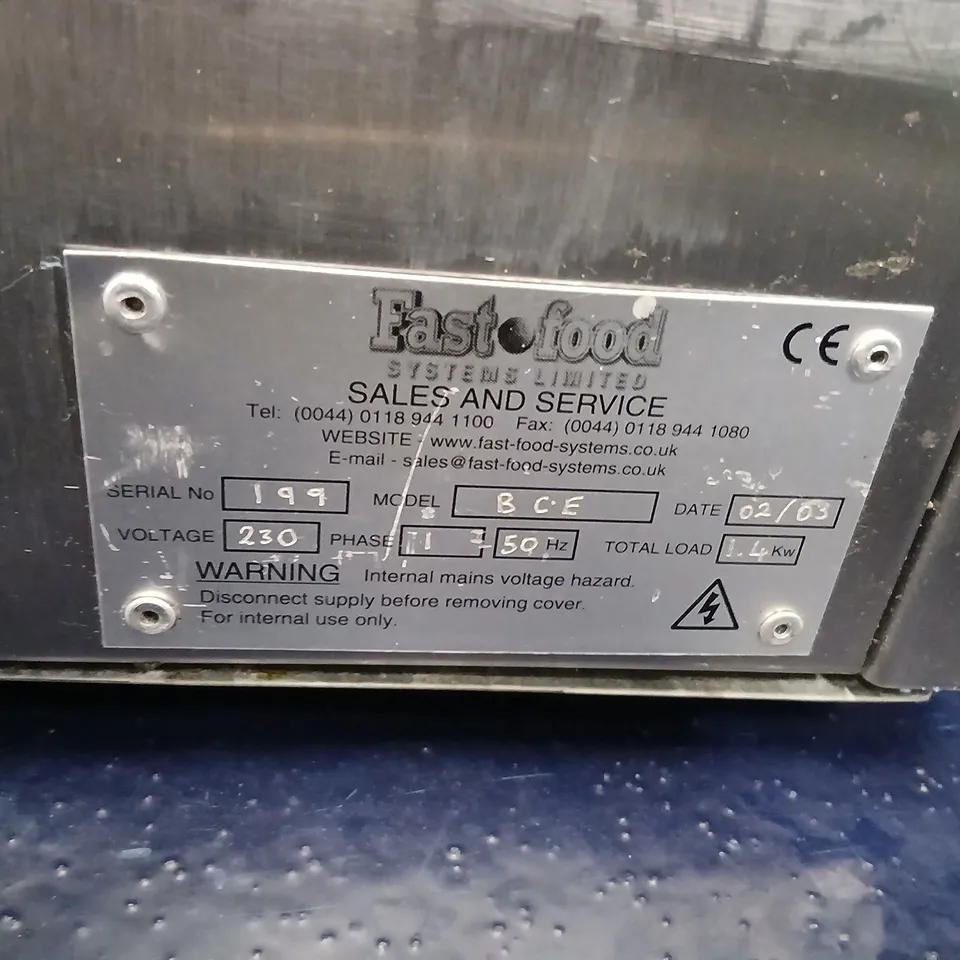 Fast food
SYSTEMS LIMITED
CE
SALES AND SERVICE
Tel: (0044) 0118 944 1100 Fax: (0044) 0118 944 1080
WEBSITE - www.fast-food-systems.co.uk
E-mail - sales@fast-food-systems.co.uk
SERIAL No 199 MODEL B C.E DATE 02/03
VOLTAGE 230 PHASE 1 50 Hz TOTAL LOAD 1.4 Kw
WARNING Internal mains voltage hazard.
Disconnect supply before removing cover.
For internal use only.